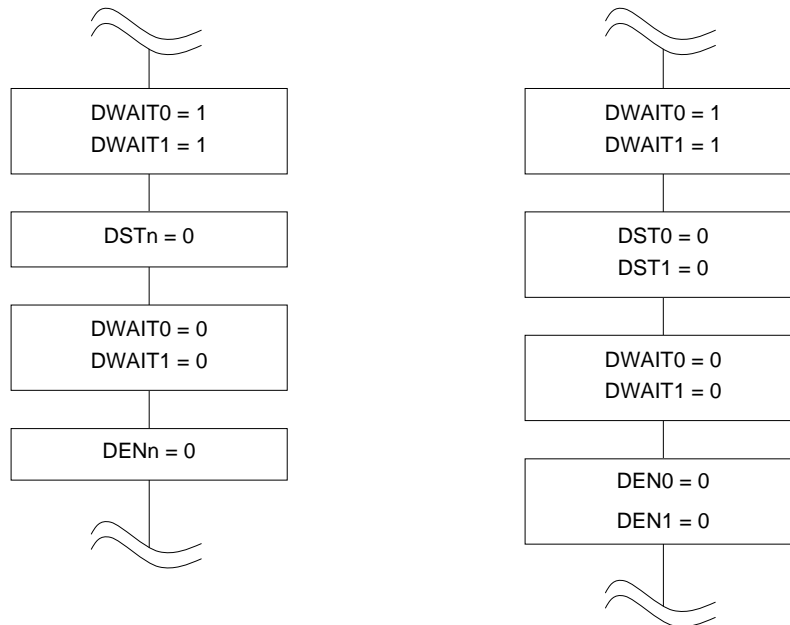 DWAIT0 = 1
DWAIT1 = 1
DSTn = 0
DWAIT0 = 0
DWAIT1 = 0
DENn = 0
DWAIT0 = 1
DWAIT1 = 1
DST0 = 0
DST1 = 0
DWAIT0 = 0
DWAIT1 = 0
DEN0 = 0
DEN1 = 0